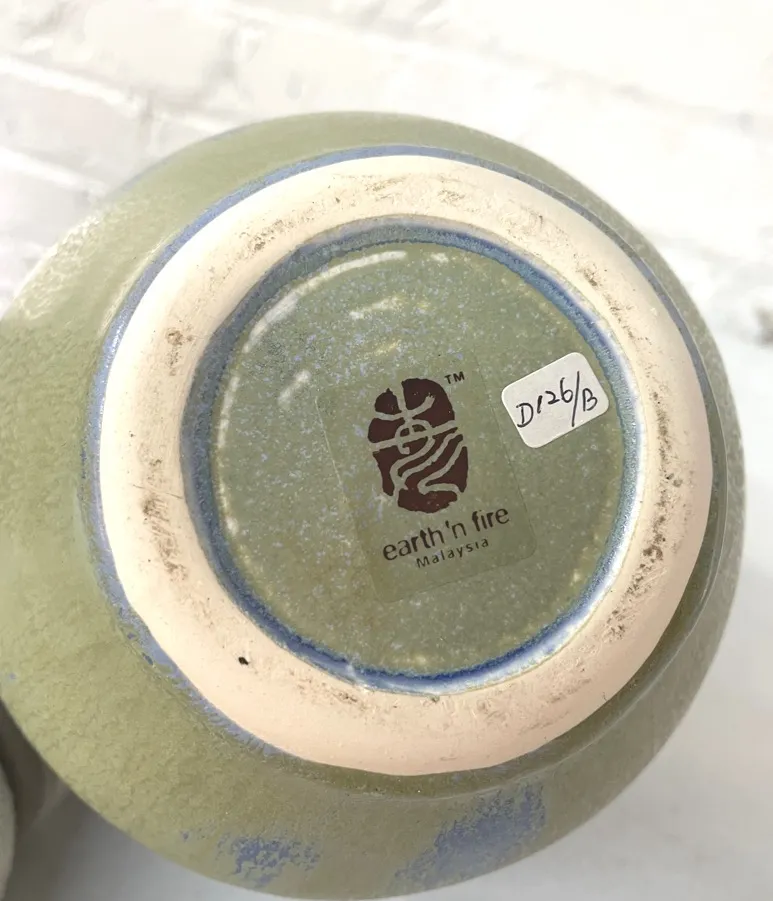 TM
earth 'n fire
Malaysia
D126/B